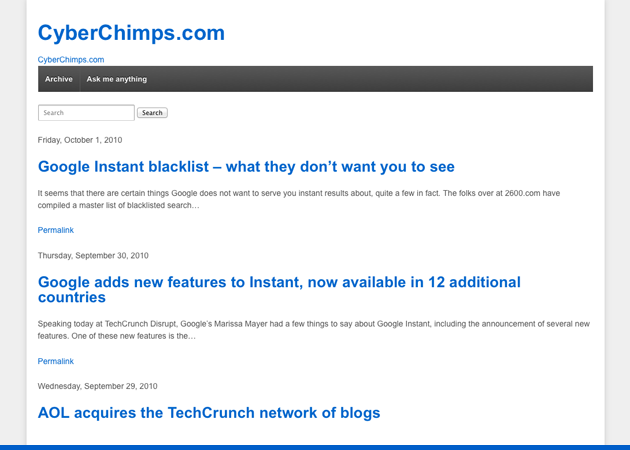 CyberChimps.com
CyberChimps.com
Archive
Ask me anything
Search
Search
Friday, October 1, 2010
Google Instant blacklist – what they don’t want you to see
It seems that there are certain things Google does not want to serve you instant results about, quite a few in fact. The folks over at 2600.com have
compiled a master list of blacklisted search…
Permalink
Thursday, September 30, 2010
Google adds new features to Instant, now available in 12 additional
countries
Speaking today at TechCrunch Disrupt, Google’s Marissa Mayer had a few things to say about Google Instant, including the announcement of several new
features. One of these new features is the…
Permalink
Wednesday, September 29, 2010
AOL acquires the TechCrunch network of blogs